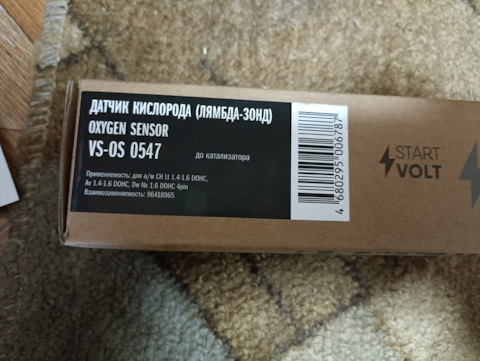 ДАТЧИК КИСЛОРОДА (ЛЯМБДА-ЗОНД)
OXYGEN SENSOR
VS-OS 0547
до катализатора
Применяемость: для а/м CH Lt 1.4-1.6 DOHC,
Av 1.4-1.6 DOHC, Dw Nx 1.6 DOHC 4pin
Взаимозаменяемость: 96418965
4 680295 006787
START
VOLT